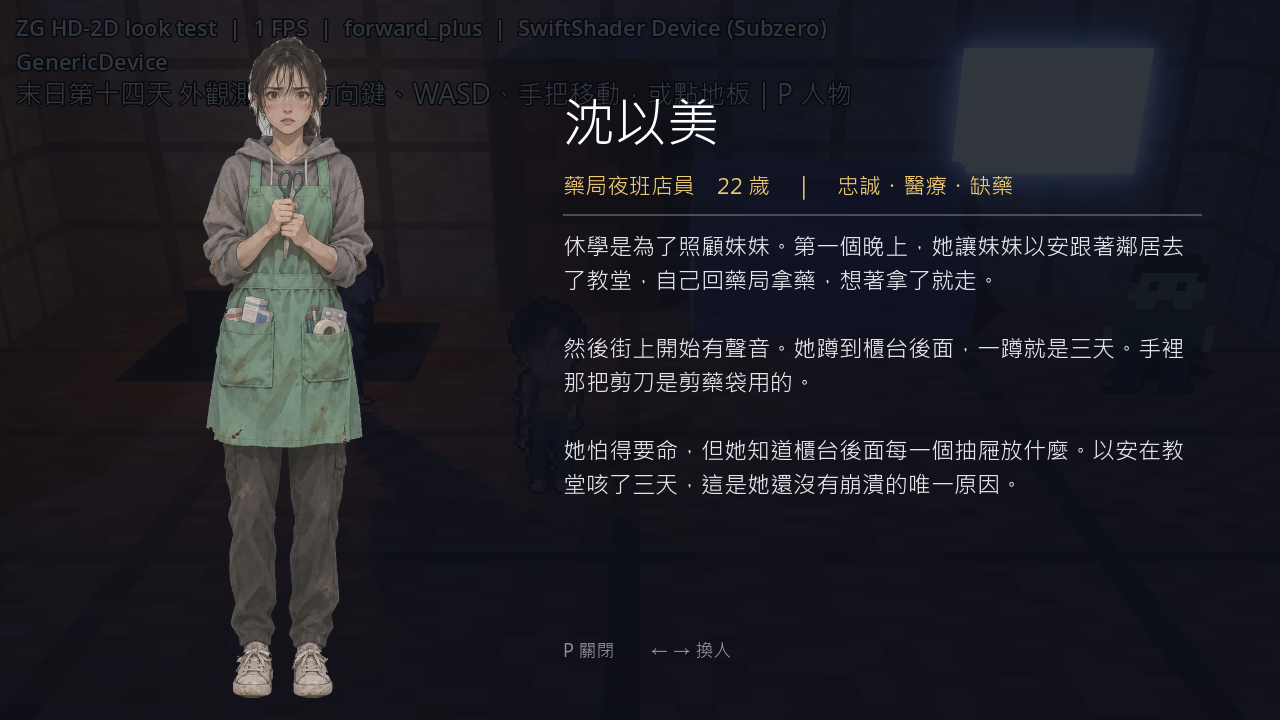 ZG HD-2D look test | 1 FPS | forward_plus | SwiftShader Device (Subzero)
GenericDevice
末日第十四天 外觀測 方向鍵、WASD、手把移動，或點地板 | P 人物
沈以美
藥局夜班店員 22 歲 | 忠誠·醫療·缺藥
休學是為了照顧妹妹。第一個晚上，她讓妹妹以安跟著鄰居去
了教堂，自己回藥局拿藥，想著拿了就走。
然後街上開始有聲音。她蹲到櫃台後面，一蹲就是三天。手裡
那把剪刀是剪藥袋用的。
她怕得要命，但她知道櫃台後面每一個抽屜放什麼。以安在教
堂咳了三天，這是她還沒有崩潰的唯一原因。
P 關閉 ← → 換人